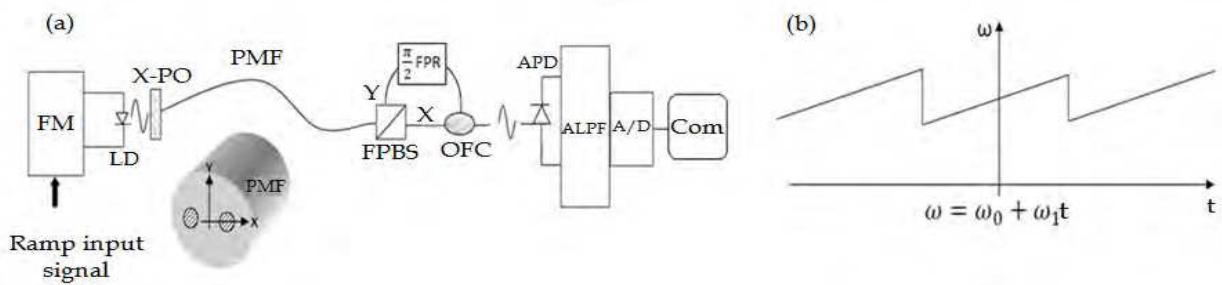 (a)
PMF
X-PO
FM
LD
π/2 FPR
Y
X
FPBS
OFC
APD
ALPF
A/D
Com
Y
X
PMF
Ramp input
signal
(b)
ω
t
ω = ω₀ + ω₁t